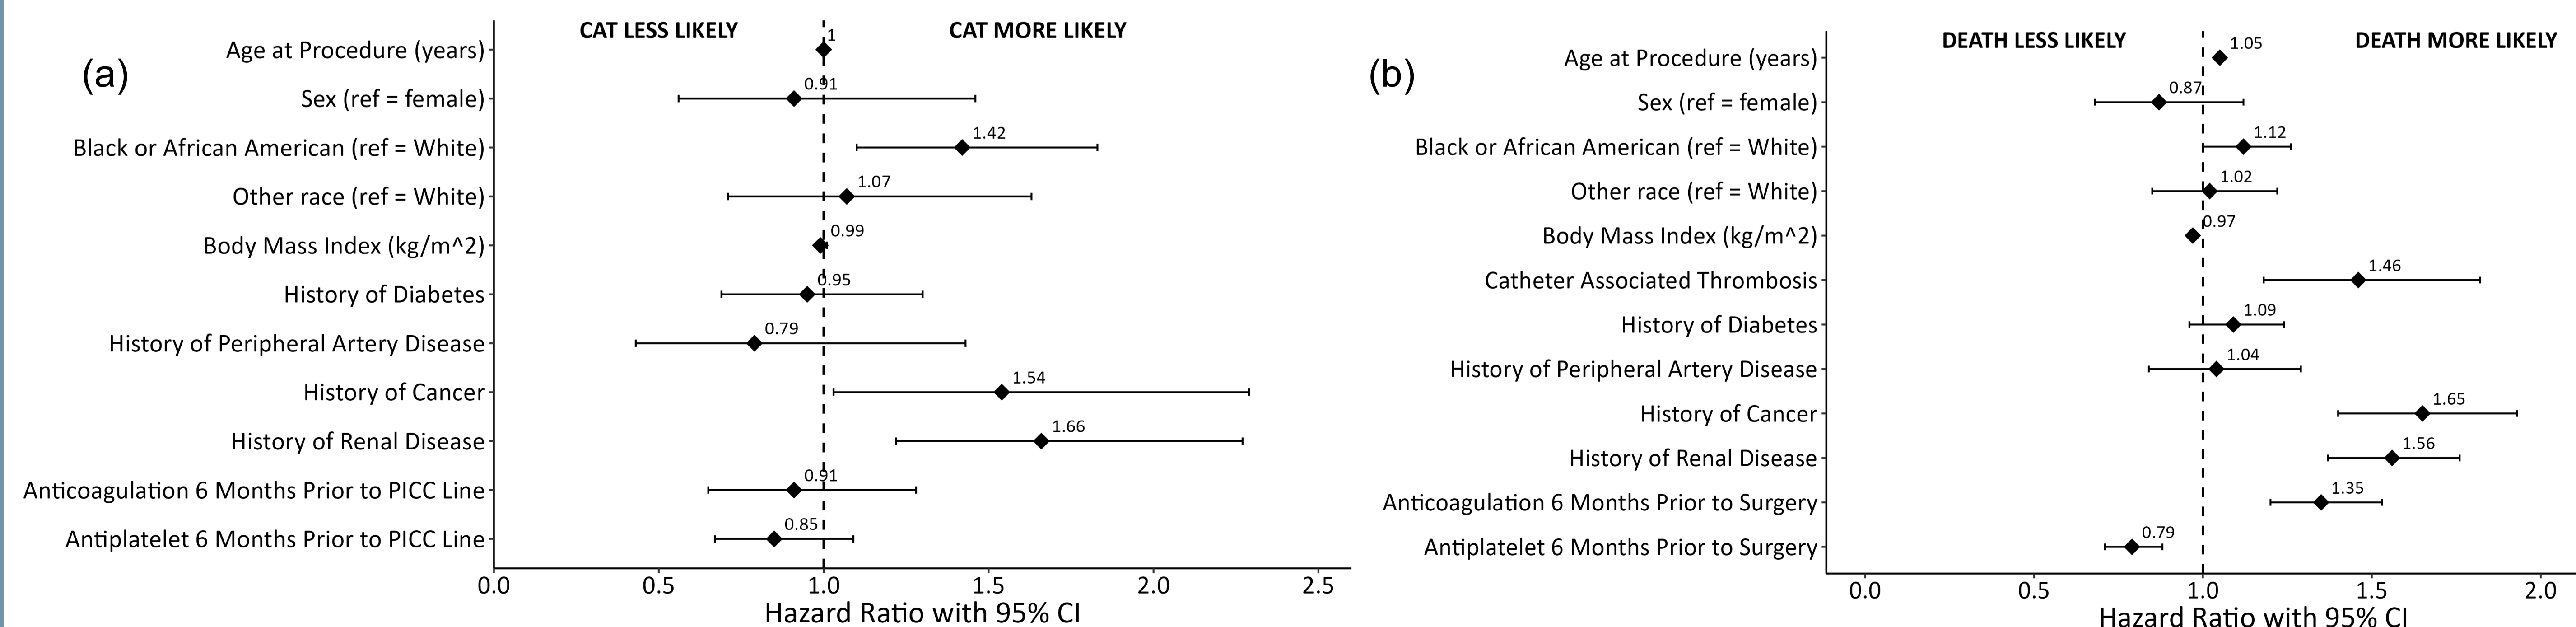 (a)
CAT LESS LIKELY
CAT MORE LIKELY
Age at Procedure (years)
1
Sex (ref = female)
0.91
Black or African American (ref = White)
1.42
Other race (ref = White)
1.07
Body Mass Index (kg/m^2)
0.99
History of Diabetes
0.95
History of Peripheral Artery Disease
0.79
History of Cancer
1.54
History of Renal Disease
1.66
Anticoagulation 6 Months Prior to PICC Line
0.91
Antiplatelet 6 Months Prior to PICC Line
0.85
0.0 0.5 1.0 1.5 2.0 2.5
Hazard Ratio with 95% CI
(b)
DEATH LESS LIKELY
DEATH MORE LIKELY
Age at Procedure (years)
1.05
Sex (ref = female)
0.87
Black or African American (ref = White)
1.12
Other race (ref = White)
1.02
Body Mass Index (kg/m^2)
0.97
Catheter Associated Thrombosis
1.46
History of Diabetes
1.09
History of Peripheral Artery Disease
1.04
History of Cancer
1.65
History of Renal Disease
1.56
Anticoagulation 6 Months Prior to Surgery
1.35
Antiplatelet 6 Months Prior to Surgery
0.79
0.0 0.5 1.0 1.5 2.0
Hazard Ratio with 95% CI